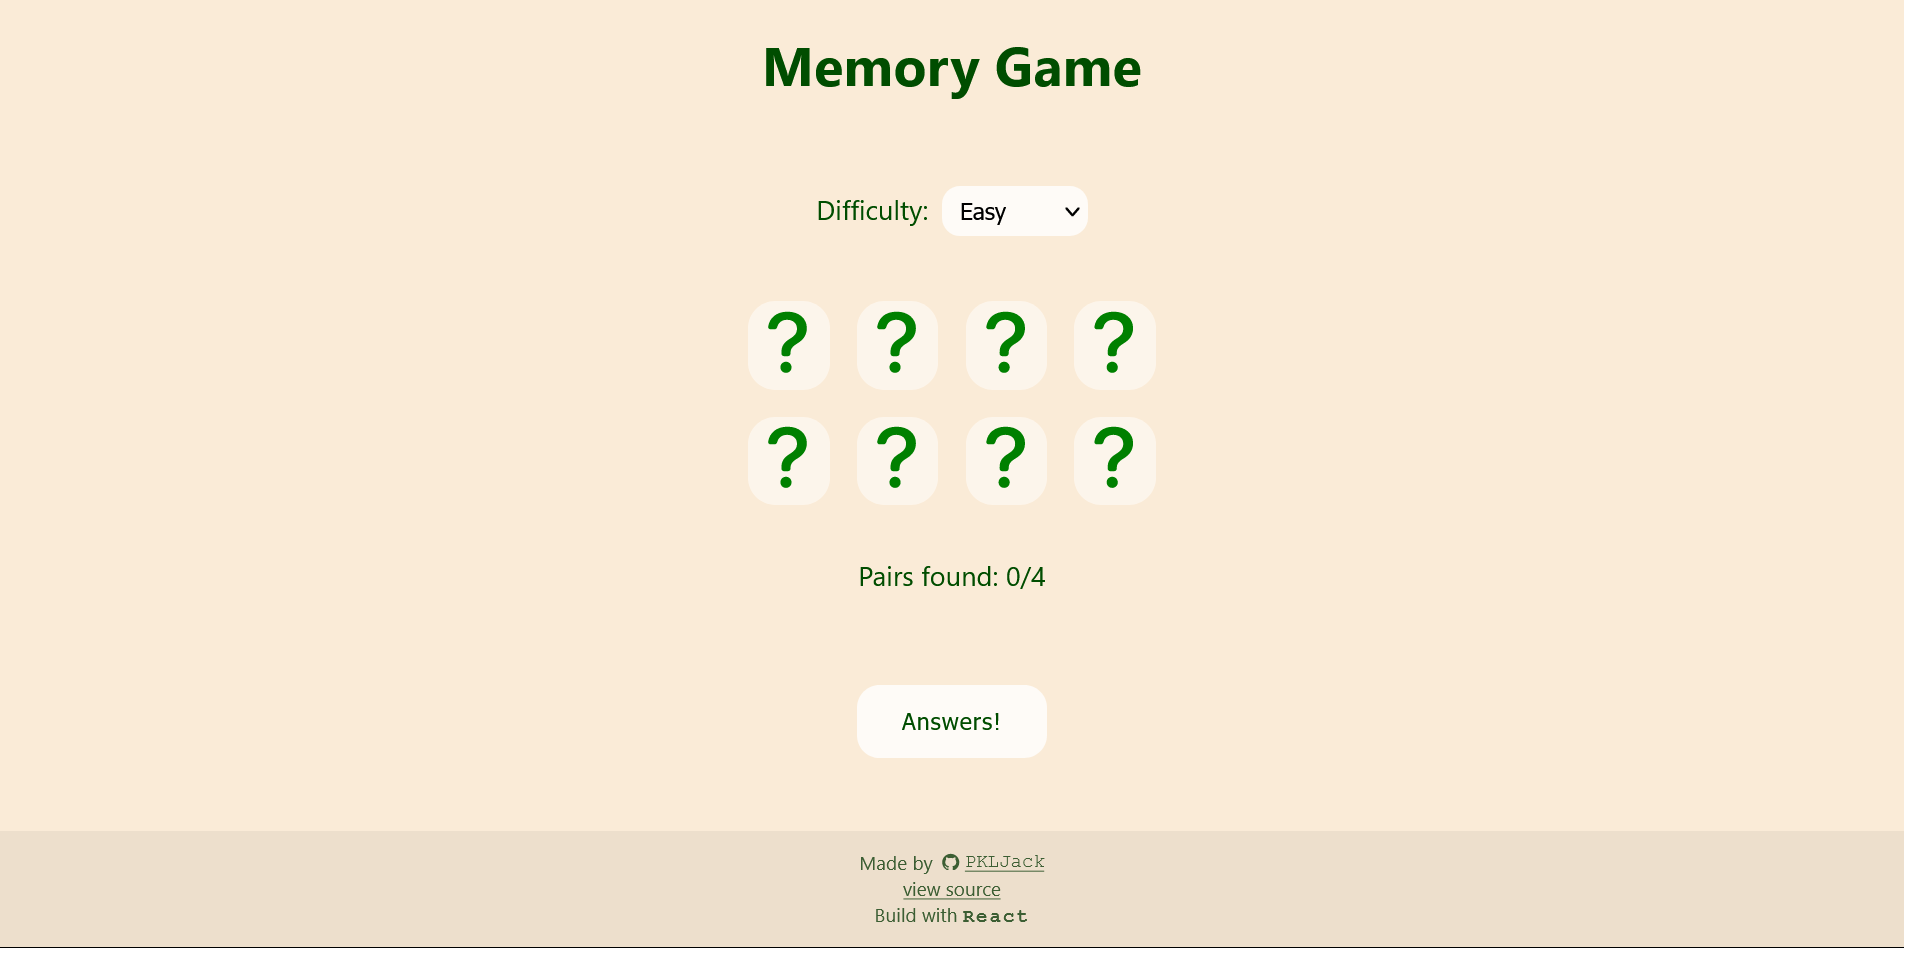 Memory Game
Difficulty: Easy
? ? ? ?
? ? ? ?
Pairs found: 0/4
Answers!
Made by PKLJack
view source
Build with React